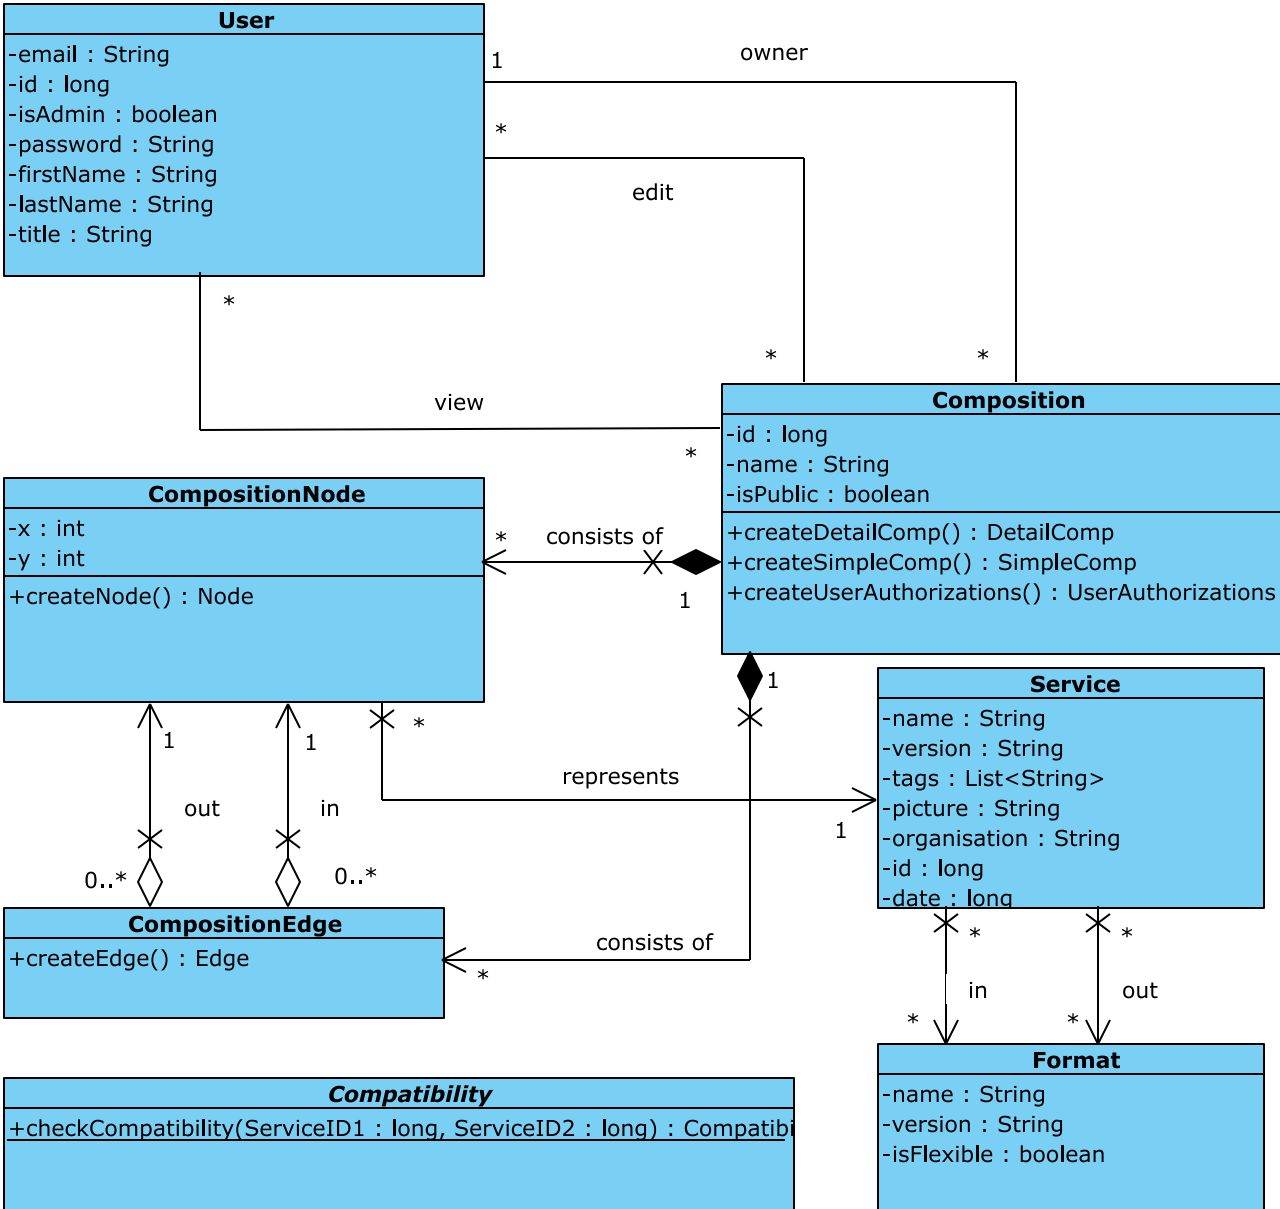 User
-email : String
-id : long
-isAdmin : boolean
-password : String
-firstName : String
-lastName : String
-title : String
1
owner
*
edit
*
*
*
view
*
Composition
-id : long
-name : String
-isPublic : boolean
+createDetailComp() : DetailComp
+createSimpleComp() : SimpleComp
+createUserAuthorizations() : UserAuthorizations
CompositionNode
-x : int
-y : int
+createNode() : Node
*
consists of
1
1
Service
-name : String
-version : String
-tags : List<String>
-picture : String
-organisation : String
-id : long
-date : long
1
1
*
represents
1
out
in
0..*
0..*
CompositionEdge
+createEdge() : Edge
consists of
*
*
*
in
out
*
*
Format
-name : String
-version : String
-isFlexible : boolean
Compatibility
+checkCompatibility(ServiceID1 : long, ServiceID2 : long) : Compatibi